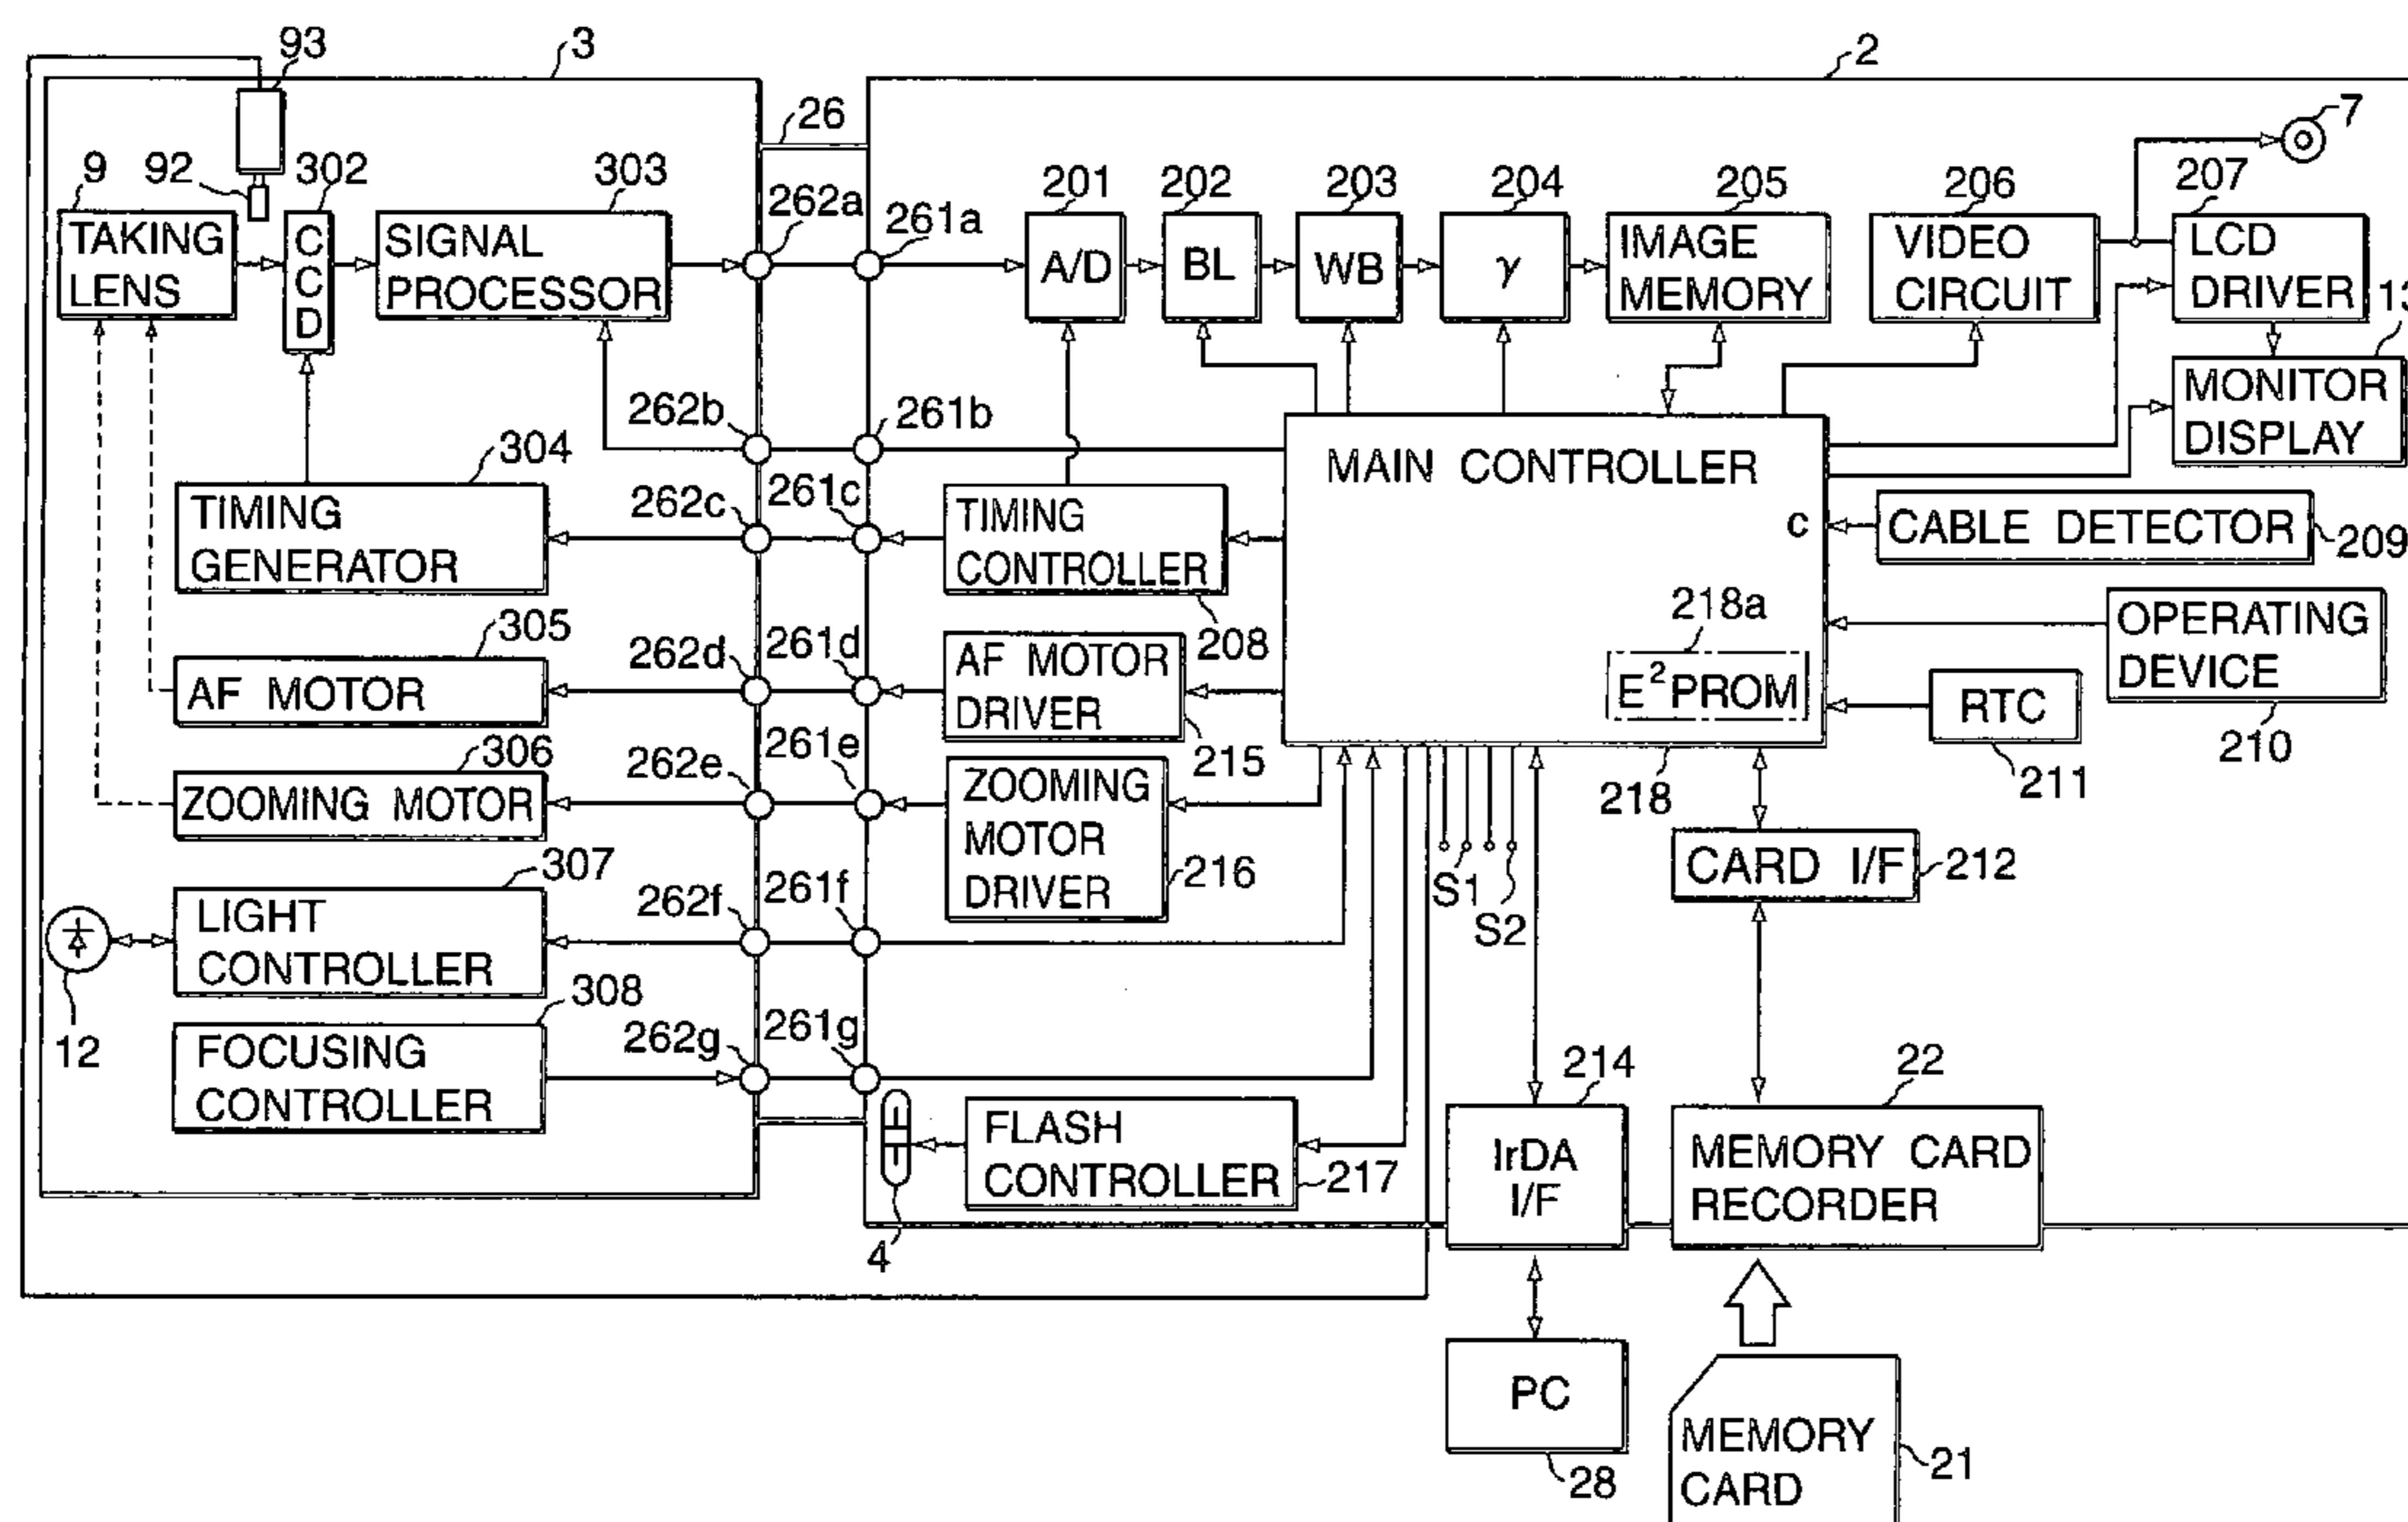 93
3
2
26
7
9
92
302
303
262a
261a
201
202
203
204
205
206
207
TAKING
LENS
C
C
D
SIGNAL
PROCESSOR
A/D
BL
WB
γ
IMAGE
MEMORY
VIDEO
CIRCUIT
LCD
DRIVER
MONITOR
DISPLAY
262b
261b
304
TIMING
GENERATOR
262c
261c
TIMING
CONTROLLER
208
MAIN CONTROLLER
c
CABLE DETECTOR
209
218a
E²PROM
218
OPERATING
DEVICE
210
RTC
211
305
AF MOTOR
262d
261d
AF MOTOR
DRIVER
215
306
ZOOMING MOTOR
262e
261e
ZOOMING
MOTOR
DRIVER
216
S1
S2
CARD I/F
212
307
LIGHT
CONTROLLER
12
262f
261f
308
FOCUSING
CONTROLLER
262g
261g
4
FLASH
CONTROLLER
217
214
IrDA
I/F
22
MEMORY CARD
RECORDER
PC
28
MEMORY
CARD
21